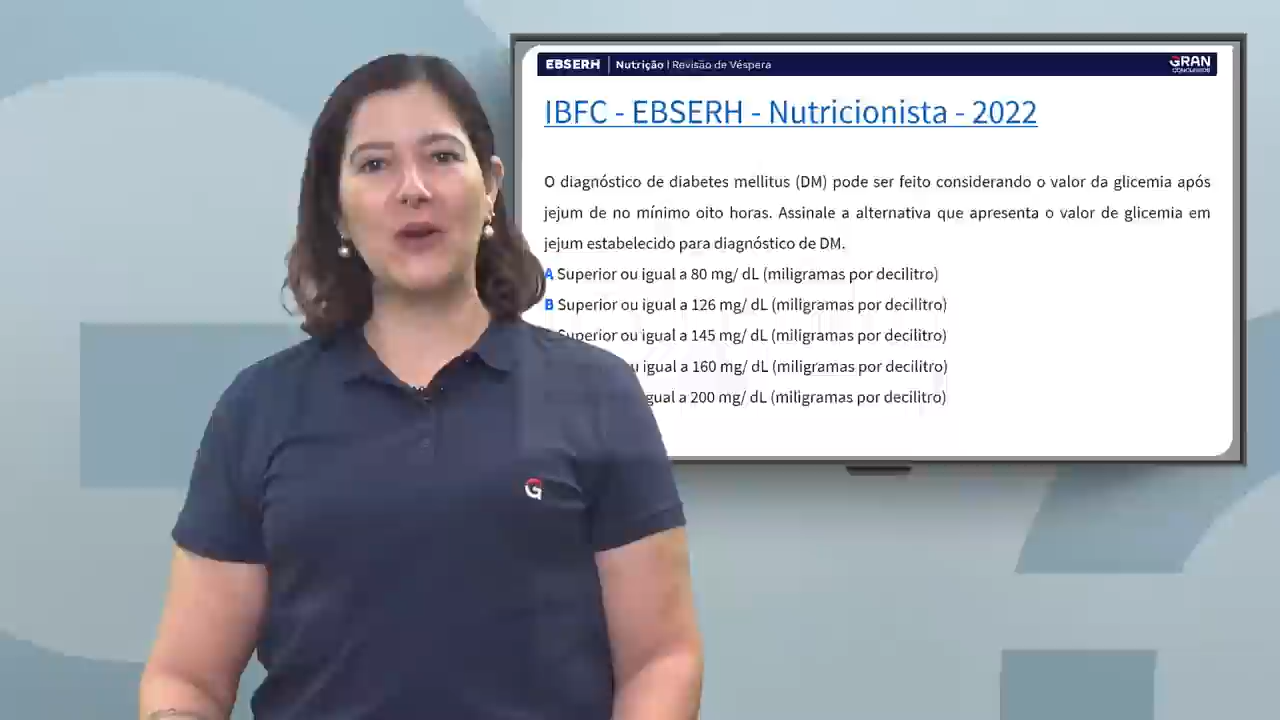 EBSERH | Nutrição | Revisão de Véspera
GRAN
CONCURSOS
IBFC - EBSERH - Nutricionista - 2022
O diagnóstico de diabetes mellitus (DM) pode ser feito considerando o valor da glicemia após
jejum de no mínimo oito horas. Assinale a alternativa que apresenta o valor de glicemia em
jejum estabelecido para diagnóstico de DM.
A Superior ou igual a 80 mg/ dL (miligramas por decilitro)
B Superior ou igual a 126 mg/ dL (miligramas por decilitro)
Superior ou igual a 145 mg/ dL (miligramas por decilitro)
igual a 160 mg/ dL (miligramas por decilitro)
a 200 mg/ dL (miligramas por decilitro)
G